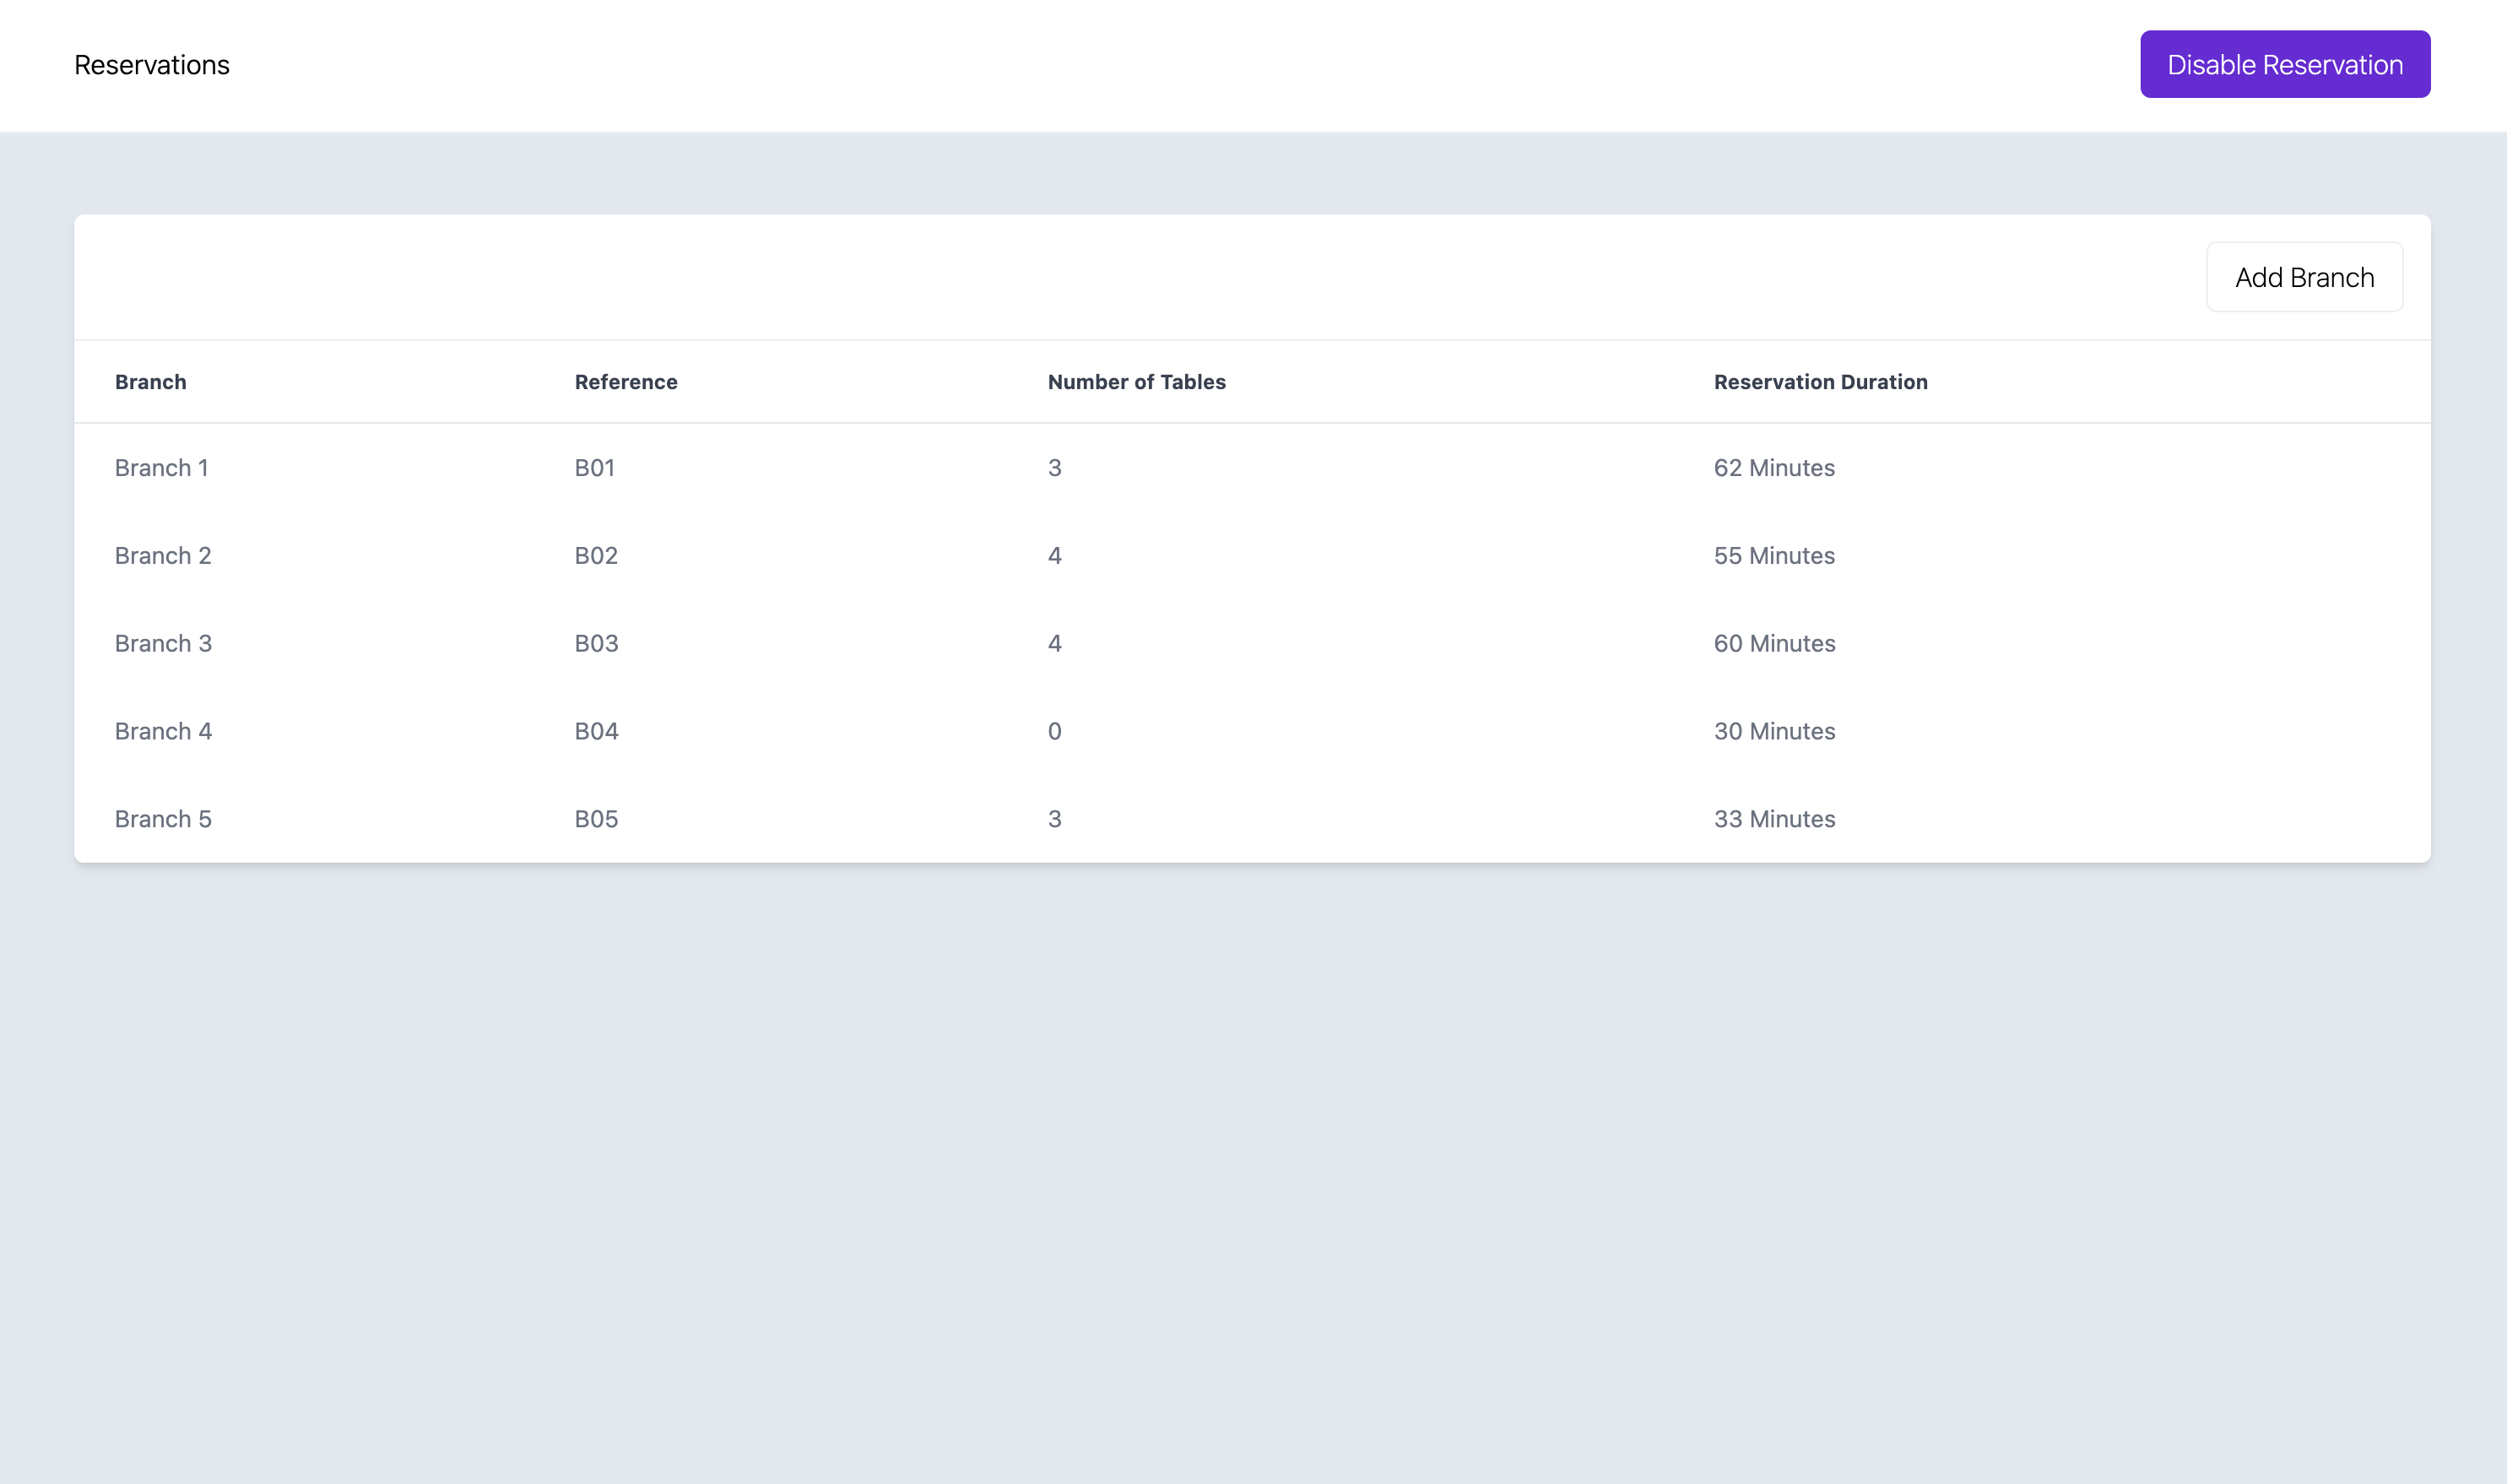 Reservations
Disable Reservation
Add Branch
Branch Reference Number of Tables Reservation Duration
Branch 1 B01 3 62 Minutes
Branch 2 B02 4 55 Minutes
Branch 3 B03 4 60 Minutes
Branch 4 B04 0 30 Minutes
Branch 5 B05 3 33 Minutes